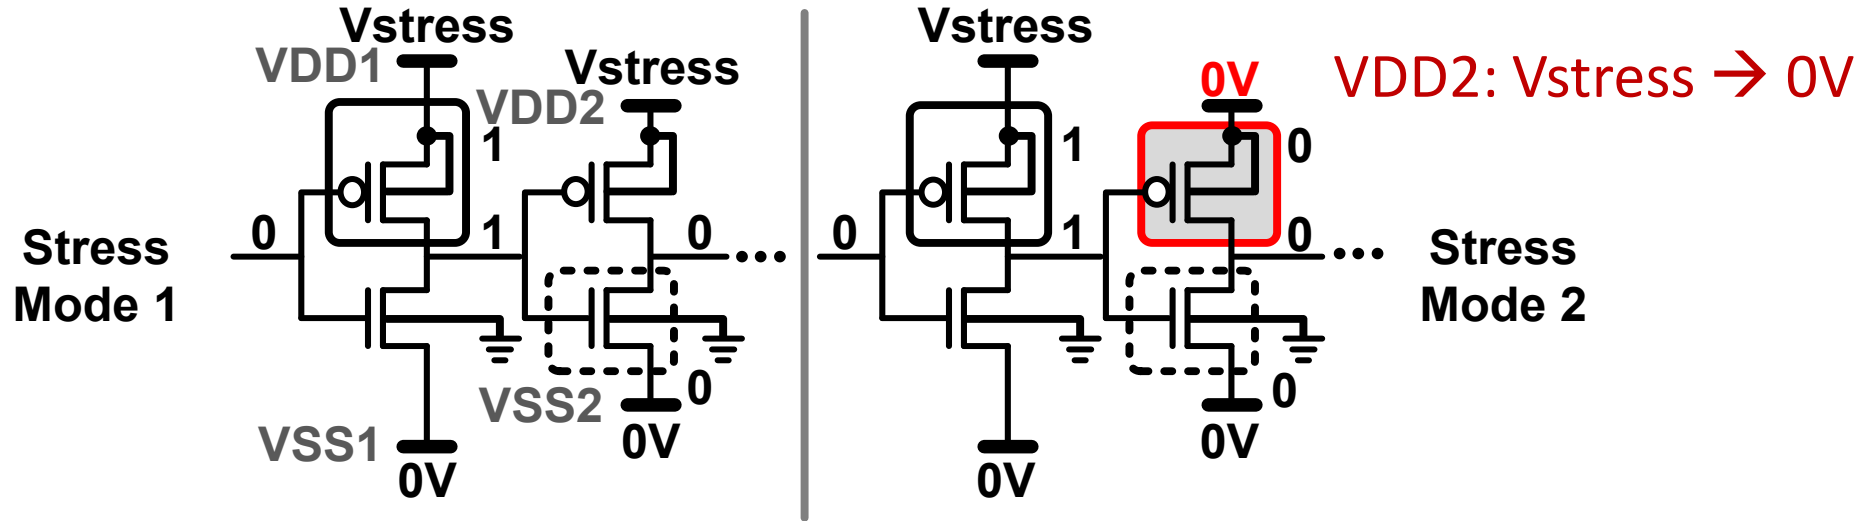 Vstress
VDD1
Vstress
VDD2
1
0
1
0
Stress
Mode 1
VSS2
0
0V
VSS1
0V
Vstress
0V
VDD2: Vstress → 0V
1
0
0
1
0
Stress
Mode 2
0
0V
0V